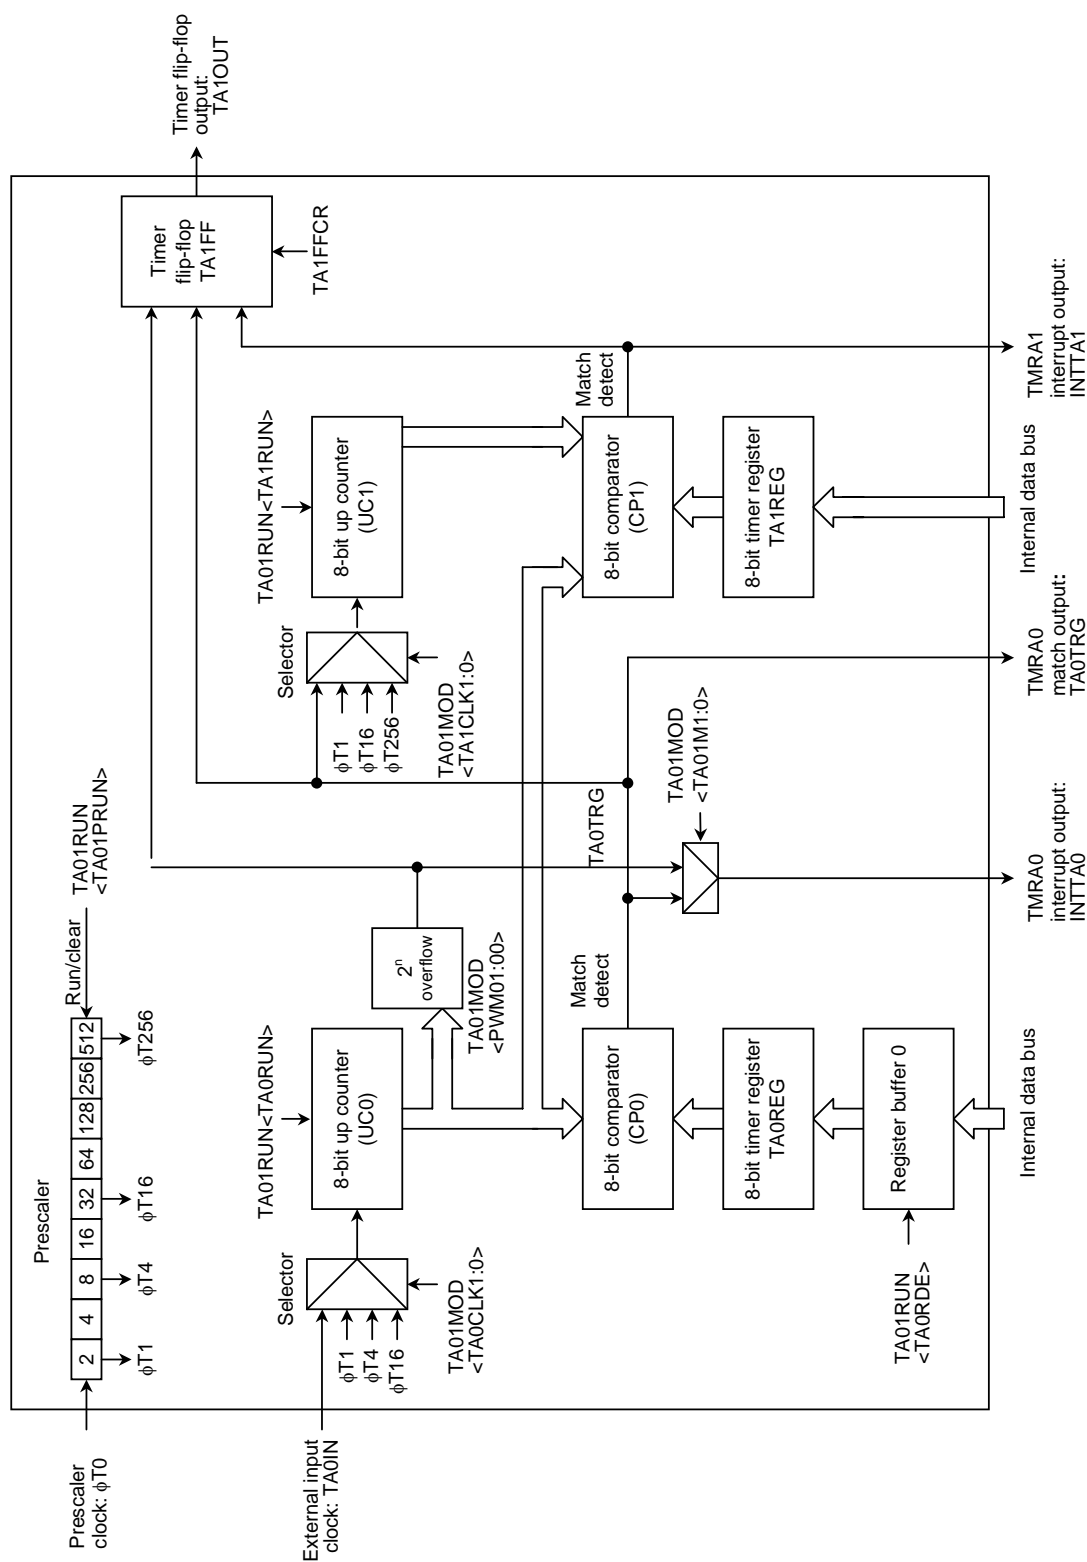 Prescaler
Prescaler
clock: ϕT0
2
4
8
16
32
64
128
256
512
Run/clear
TA01RUN
<TA01PRUN>
ϕT1
ϕT4
ϕT16
ϕT256
External input
clock: TA0IN
Selector
ϕT1
ϕT4
ϕT16
TA01MOD
<TA0CLK1:0>
TA01RUN<TA0RUN>
8-bit up counter
(UC0)
2ⁿ
overflow
TA01MOD
<PWM01:00>
Selector
ϕT1
ϕT16
ϕT256
TA01MOD
<TA1CLK1:0>
TA01RUN<TA1RUN>
8-bit up counter
(UC1)
Timer
flip-flop
TA1FF
TA1FFCR
Timer flip-flop
output:
TA1OUT
8-bit comparator
(CP0)
Match
detect
TA0TRG
8-bit comparator
(CP1)
Match
detect
8-bit timer register
TA0REG
TA01MOD
<TA01M1:0>
8-bit timer register
TA1REG
TA01RUN
<TA0RDE>
Register buffer 0
Internal data bus
TMRA0
interrupt output:
INTTA0
TMRA0
match output:
TA0TRG
Internal data bus
TMRA1
interrupt output:
INTTA1